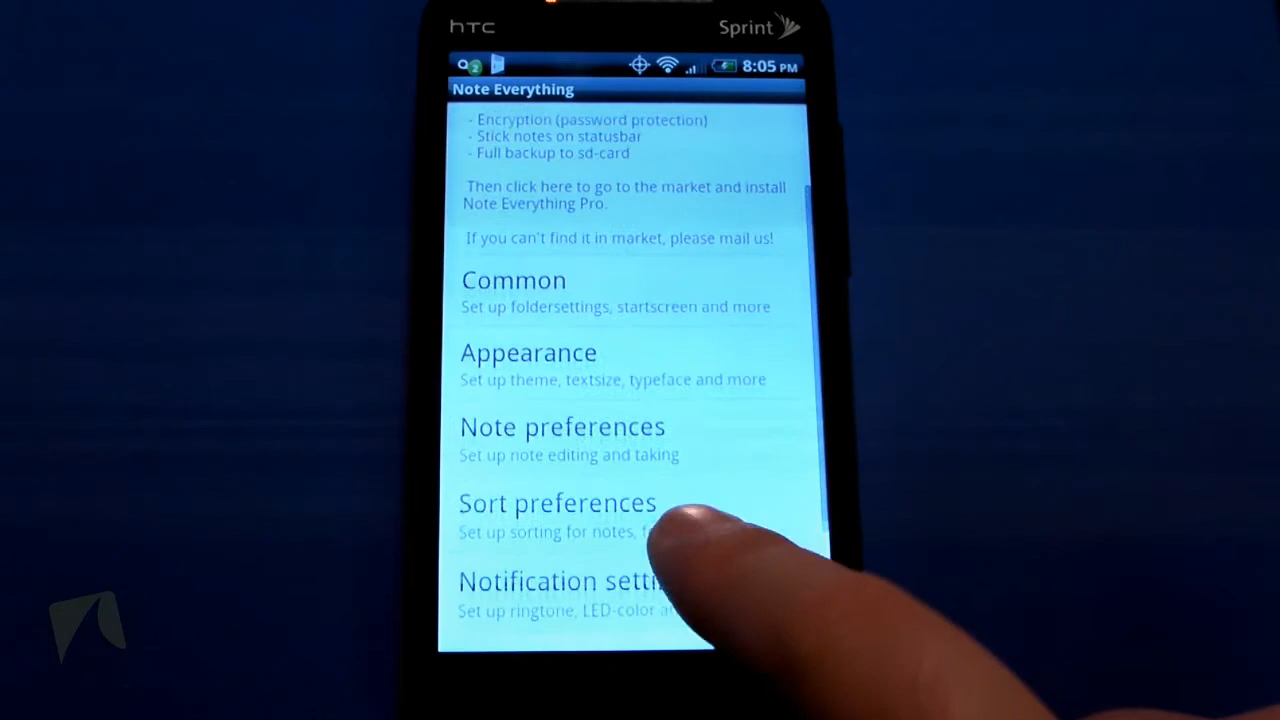 hTC
Sprint
2
8:05 PM
Note Everything
- Encryption (password protection)
- Stick notes on statusbar
- Full backup to sd-card
Then click here to go to the market and install
Note Everything Pro.
If you can't find it in market, please mail us!
Common
Set up foldersettings, startscreen and more
Appearance
Set up theme, textsize, typeface and more
Note preferences
Set up note editing and taking
Sort preferences
Set up sorting for notes,
Notification
Set up ringtone, LED-color